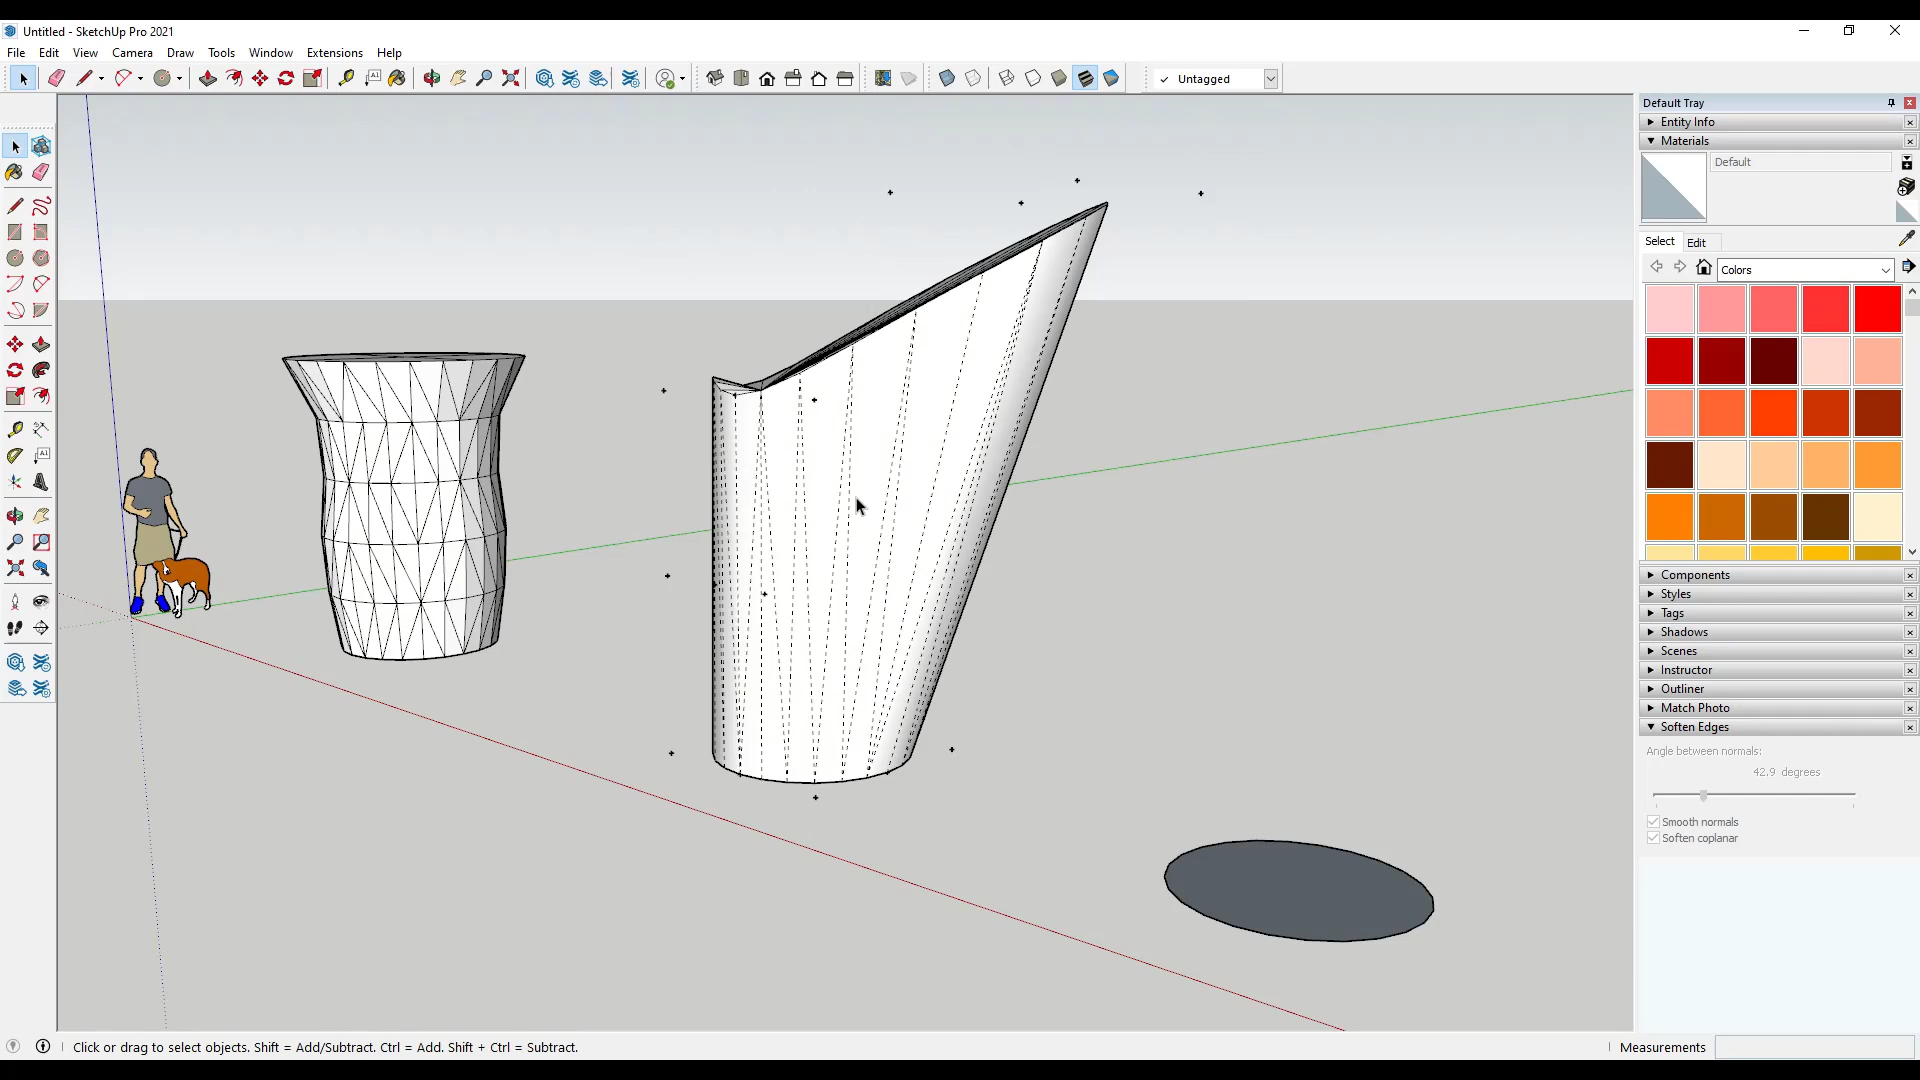 Untitled - SketchUp Pro 2021
File Edit View Camera Draw Tools Window Extensions Help
A1
Untagged
Default Tray
Entity Info
Materials
Default
Select Edit
Colors
A1
Components
Styles
Tags
Shadows
Scenes
Instructor
Outliner
Match Photo
Soften Edges
Angle between normals:
42.9 degrees
Smooth normals
Soften coplanar
Click or drag to select objects. Shift = Add/Subtract. Ctrl = Add. Shift + Ctrl = Subtract.
Measurements